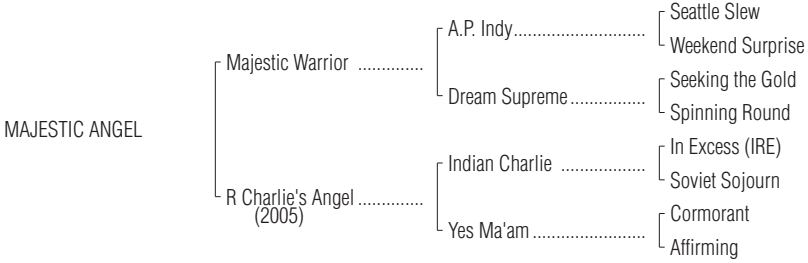 Seattle Slew
A.P. Indy............................
Weekend Surprise
Majestic Warrior ..............
Seeking the Gold
Dream Supreme................
Spinning Round
MAJESTIC ANGEL
In Excess (IRE)
Indian Charlie ..................
Soviet Sojourn
R Charlie's Angel ..............
(2005)
Cormorant
Yes Ma'am ........................
Affirming